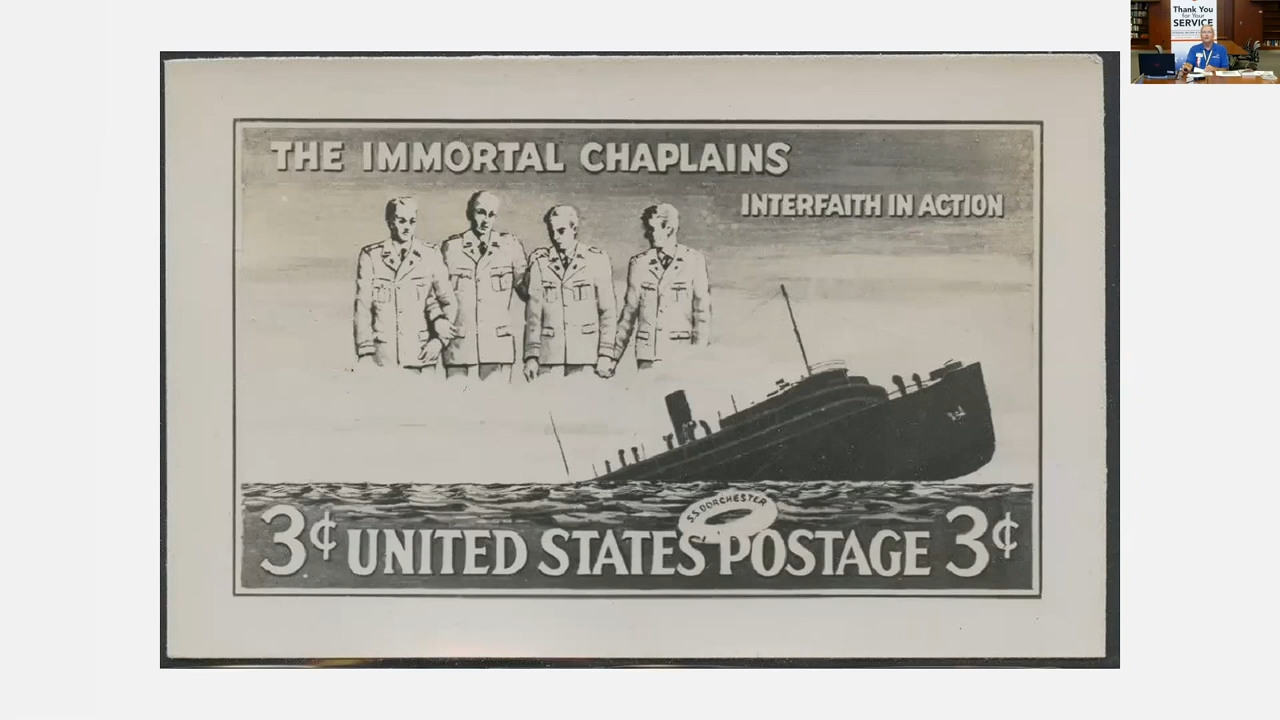 THE IMMORTAL CHAPLAINS
INTERFAITH IN ACTION
S.S. DORCHESTER
3¢ UNITED STATES POSTAGE 3¢
Thank You
for Your
SERVICE